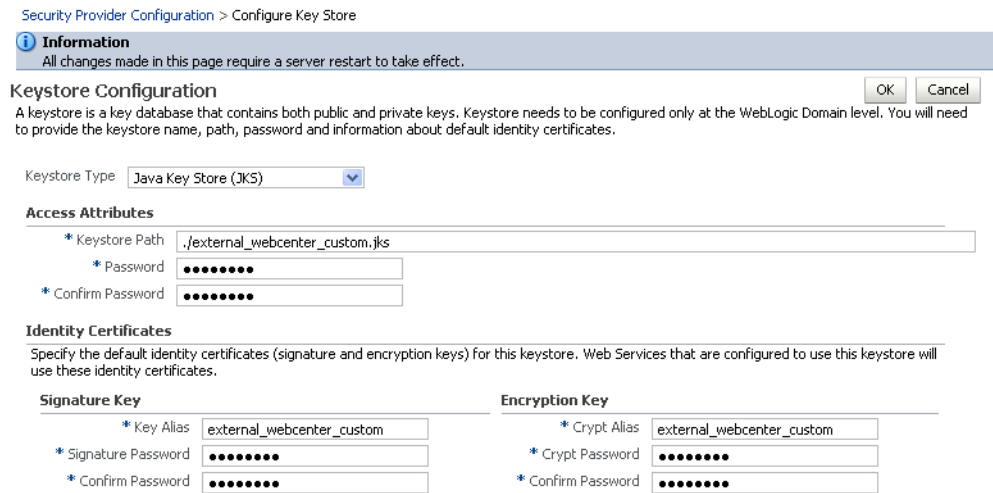 Security Provider Configuration > Configure Key Store
Information
All changes made in this page require a server restart to take effect.
Keystore Configuration
OK Cancel
A keystore is a key database that contains both public and private keys. Keystore needs to be configured only at the WebLogic Domain level. You will need
to provide the keystore name, path, password and information about default identity certificates.
Keystore Type Java Key Store (JKS)
Access Attributes
* Keystore Path ./external_webcenter_custom.jks
* Password ●●●●●●●●
* Confirm Password ●●●●●●●●
Identity Certificates
Specify the default identity certificates (signature and encryption keys) for this keystore. Web Services that are configured to use this keystore will
use these identity certificates.
Signature Key Encryption Key
* Key Alias external_webcenter_custom * Crypt Alias external_webcenter_custom
* Signature Password ●●●●●●●● * Crypt Password ●●●●●●●●
* Confirm Password ●●●●●●●● * Confirm Password ●●●●●●●●